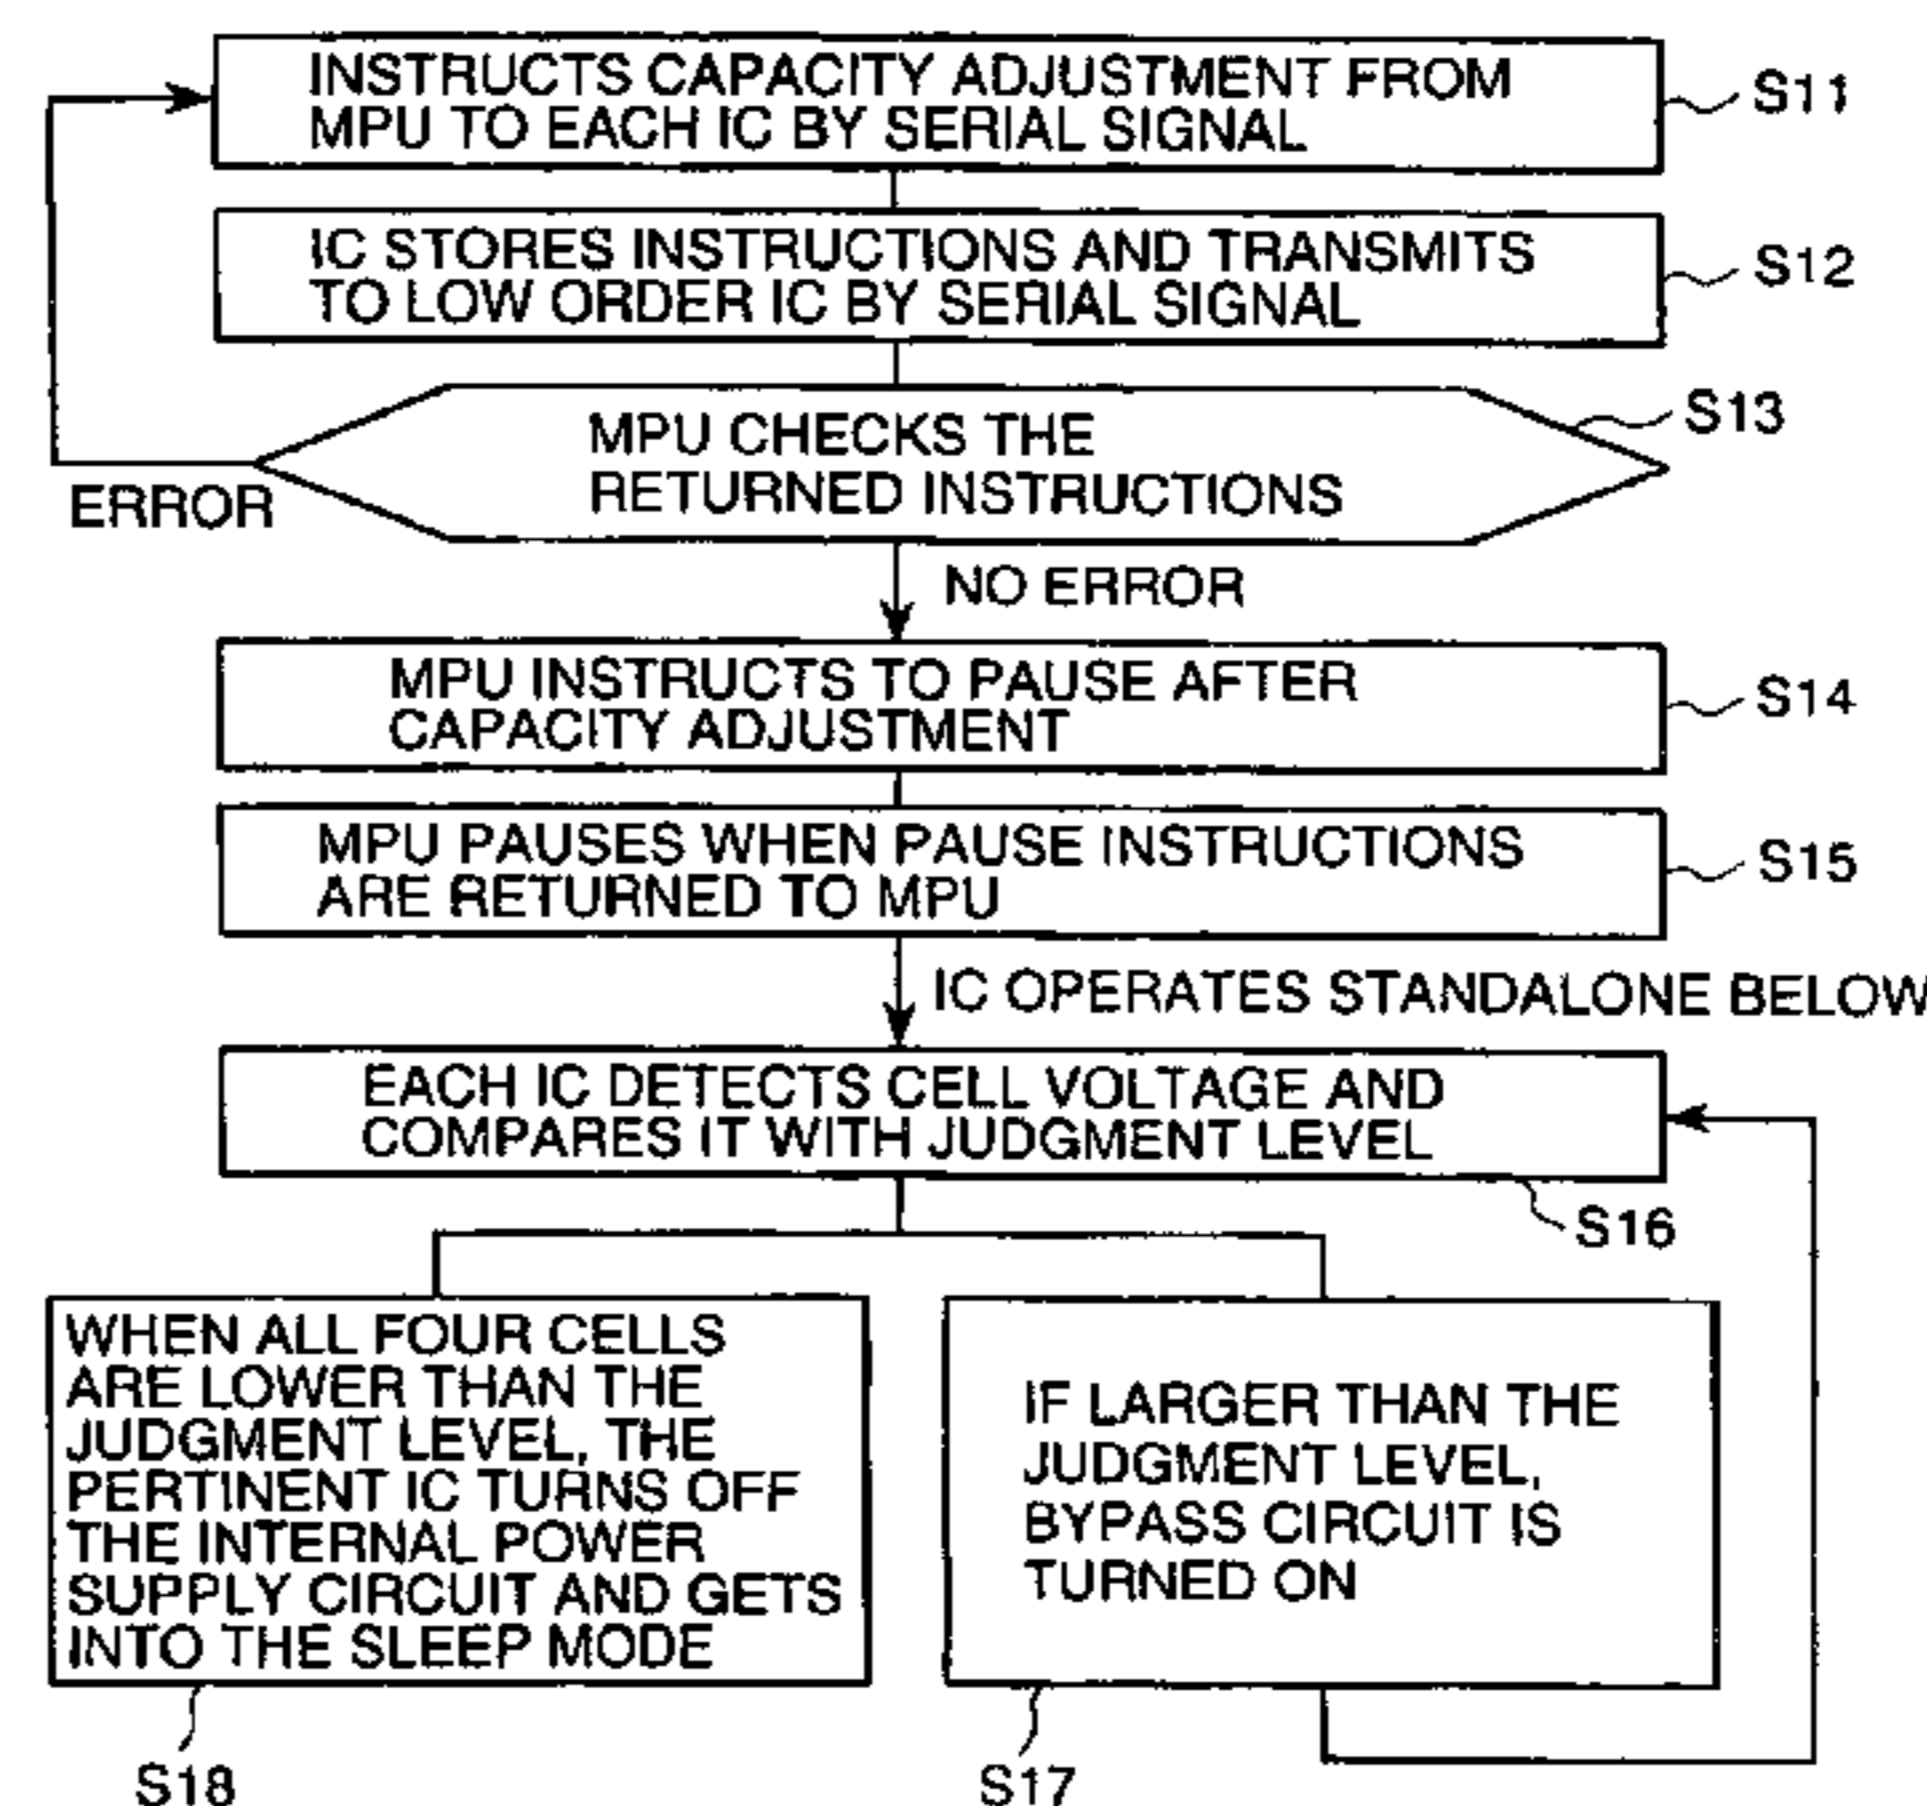 INSTRUCTS CAPACITY ADJUSTMENT FROM
MPU TO EACH IC BY SERIAL SIGNAL
S11
IC STORES INSTRUCTIONS AND TRANSMITS
TO LOW ORDER IC BY SERIAL SIGNAL
S12
MPU CHECKS THE
RETURNED INSTRUCTIONS
S13
ERROR
NO ERROR
MPU INSTRUCTS TO PAUSE AFTER
CAPACITY ADJUSTMENT
S14
MPU PAUSES WHEN PAUSE INSTRUCTIONS
ARE RETURNED TO MPU
S15
IC OPERATES STANDALONE BELOW
EACH IC DETECTS CELL VOLTAGE AND
COMPARES IT WITH JUDGMENT LEVEL
S16
WHEN ALL FOUR CELLS
ARE LOWER THAN THE
JUDGMENT LEVEL, THE
PERTINENT IC TURNS OFF
THE INTERNAL POWER
SUPPLY CIRCUIT AND GETS
INTO THE SLEEP MODE
S18
IF LARGER THAN THE
JUDGMENT LEVEL,
BYPASS CIRCUIT IS
TURNED ON
S17